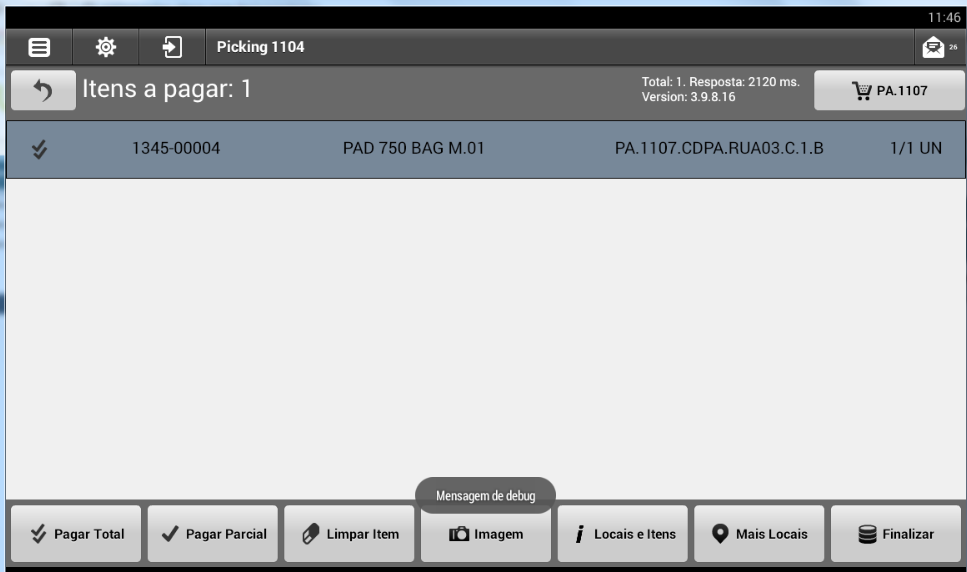 11:46
Picking 1104
26
Itens a pagar: 1
Total: 1. Resposta: 2120 ms.
Version: 3.9.8.16
PA.1107
1345-00004 PAD 750 BAG M.01 PA.1107.CDPA.RUA03.C.1.B 1/1 UN
Mensagem de debug
Pagar Total Pagar Parcial Limpar Item Imagem Locais e Itens Mais Locais Finalizar